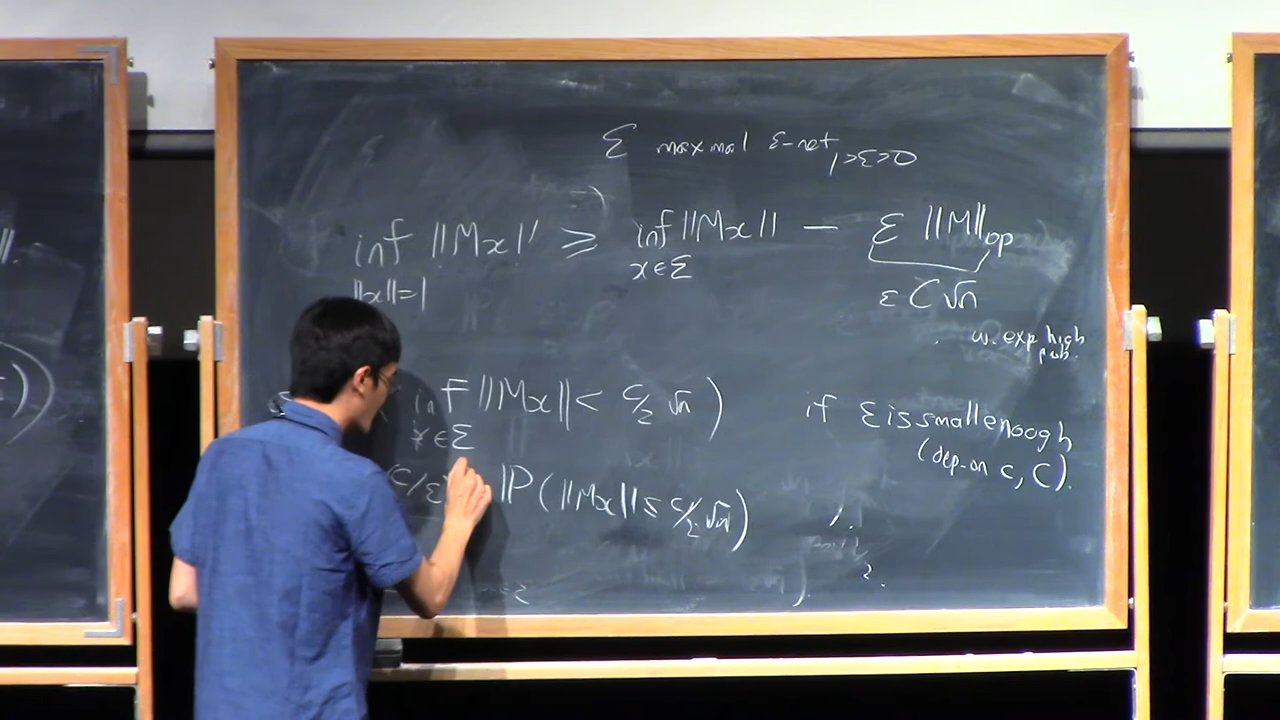 Σ maximal ε-net, 1>ε>0
inf ||Mx|| ≥ inf ||Mx|| − ε ||M||op
||x||=1 x∈Σ
ε C√n
w. exp high
prob.
inf ||Mx|| < c/2 √n )
x∈Σ
if ε is small enough
(dep. on c, C).
(C/ε) ℙ(||Mx|| ≤ c/2 √n)